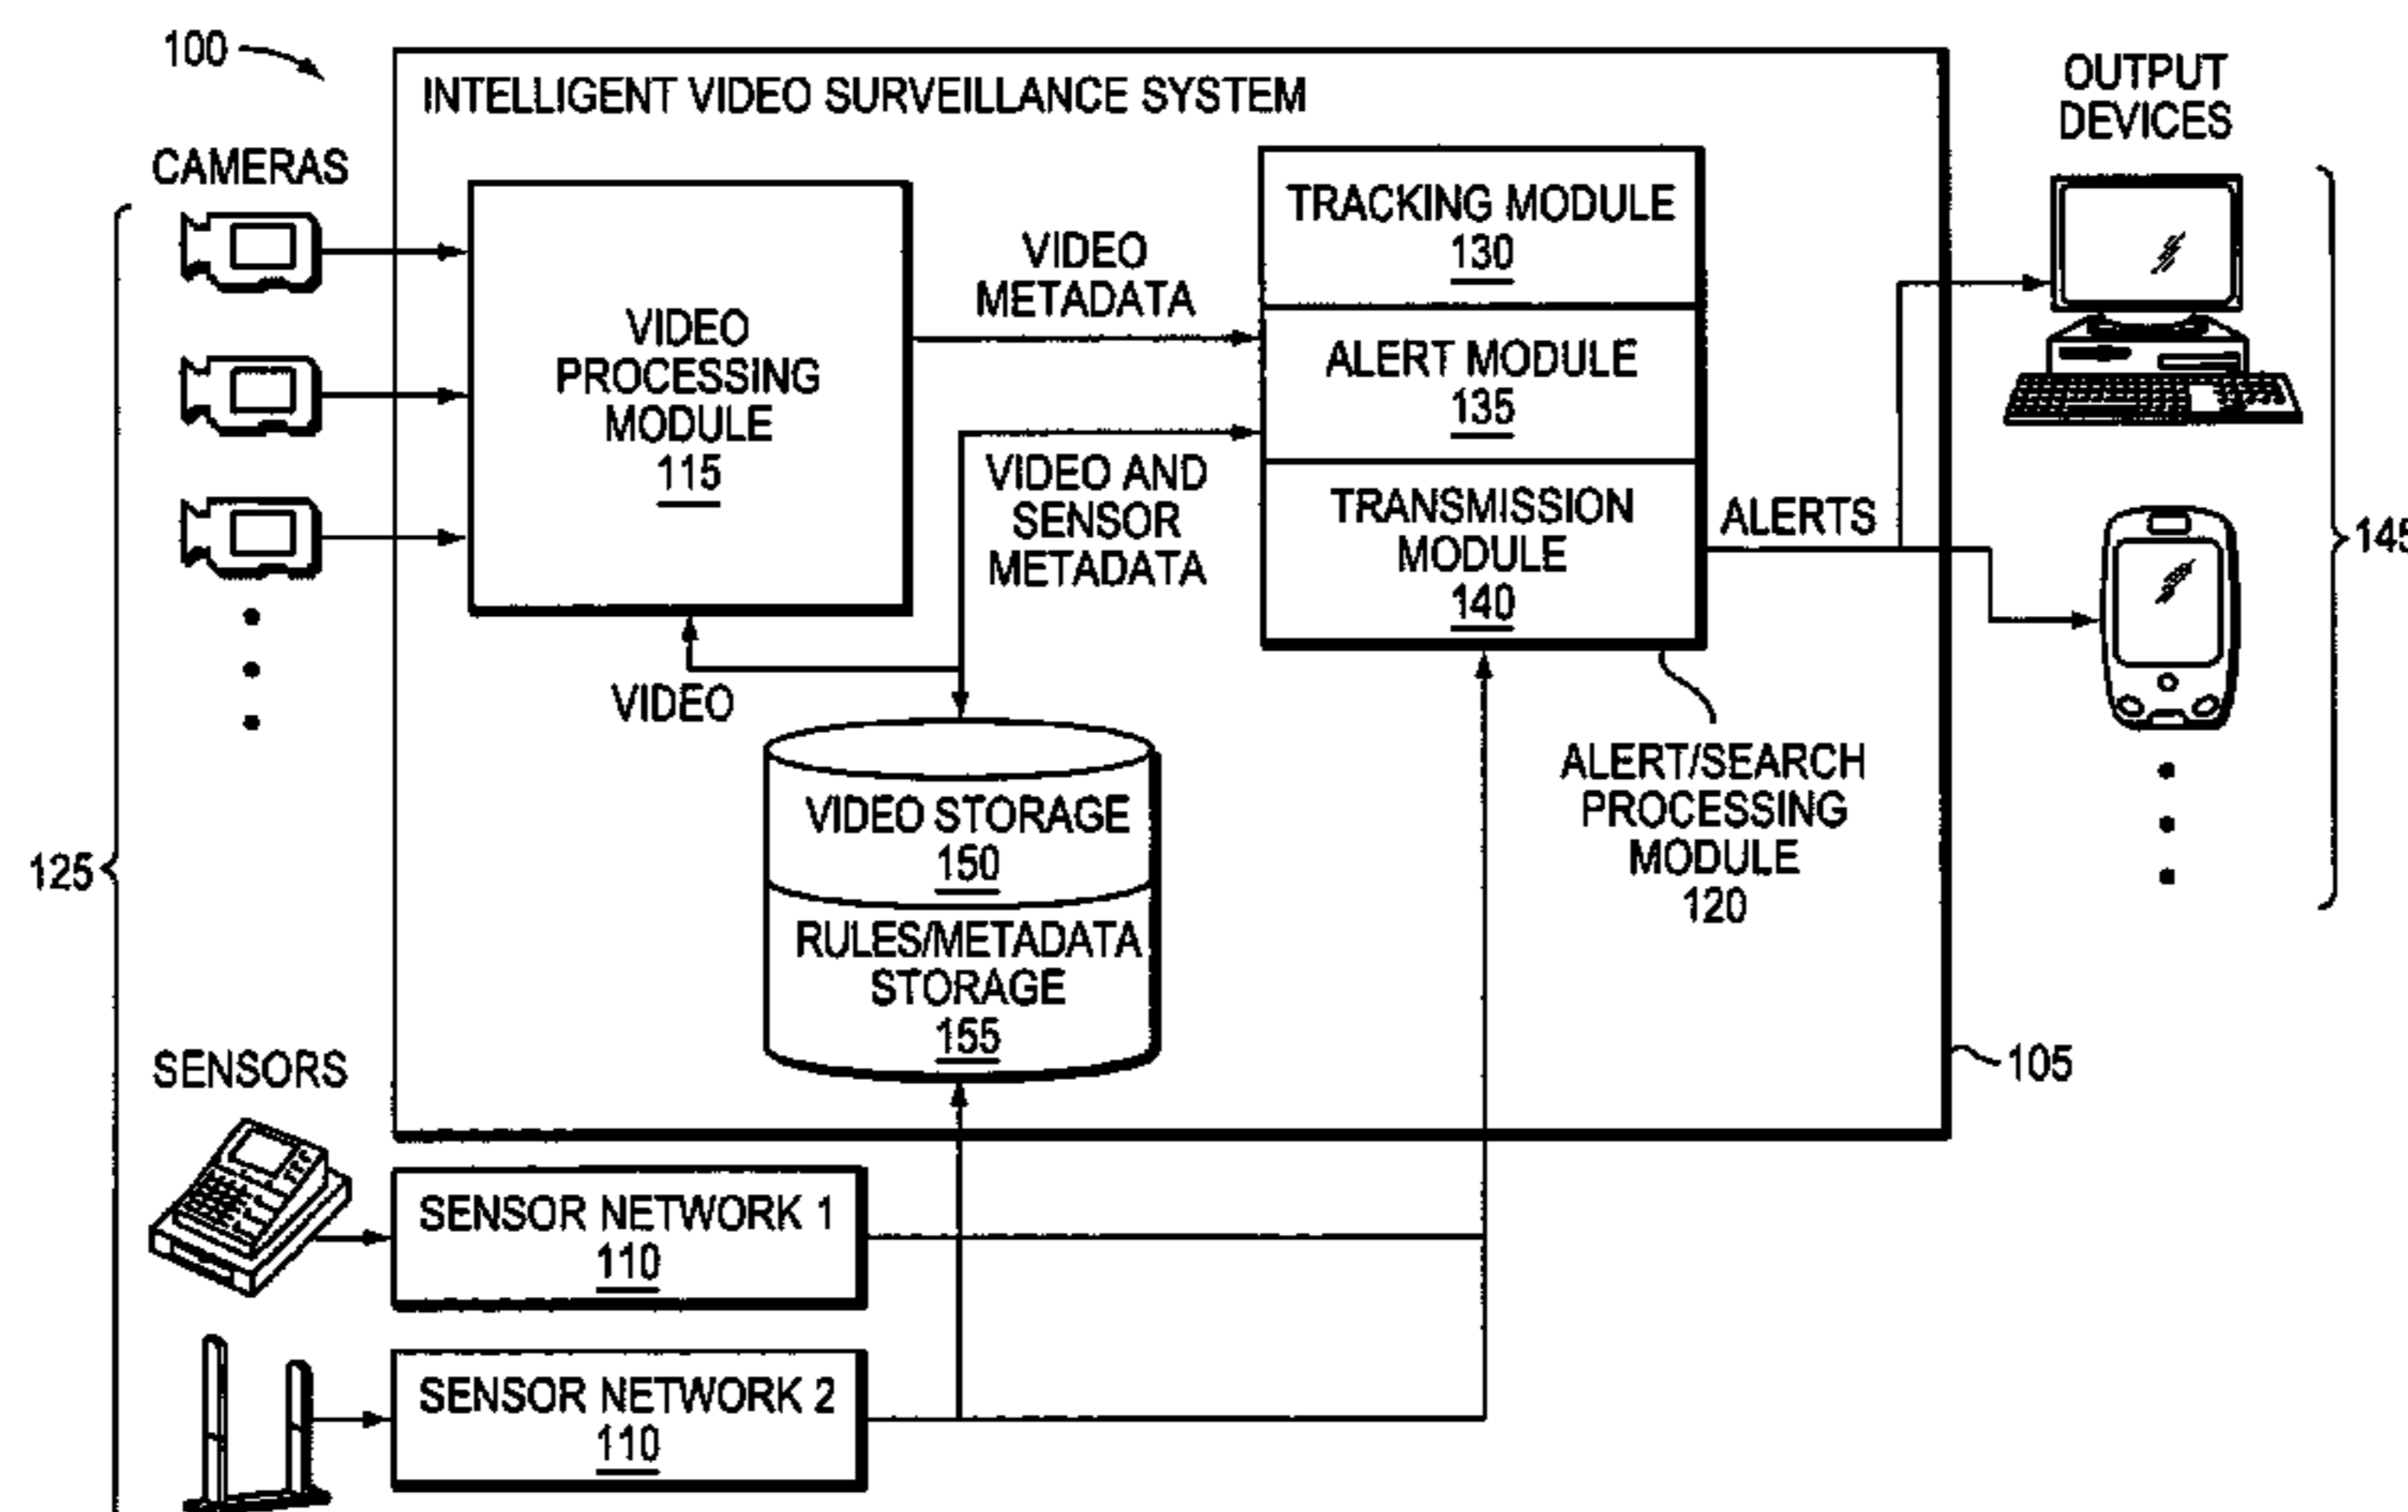 100
INTELLIGENT VIDEO SURVEILLANCE SYSTEM
OUTPUT
DEVICES
CAMERAS
VIDEO
PROCESSING
MODULE
115
VIDEO
METADATA
TRACKING MODULE
130
ALERT MODULE
135
VIDEO AND
SENSOR
METADATA
TRANSMISSION
MODULE
140
ALERTS
145
VIDEO
ALERT/SEARCH
PROCESSING
MODULE
120
VIDEO STORAGE
150
RULES/METADATA
STORAGE
155
125
105
SENSORS
SENSOR NETWORK 1
110
SENSOR NETWORK 2
110